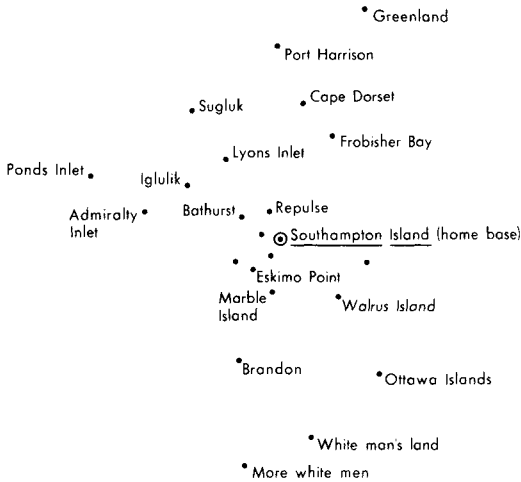 Greenland
Port Harrison
Cape Dorset
Sugluk
Frobisher Bay
Lyons Inlet
Ponds Inlet
Iglulik
Admiralty
Inlet
Bathurst
Repulse
Southampton Island (home base)
Eskimo Point
Marble
Island
Walrus Island
Brandon
Ottawa Islands
White man's land
More white men